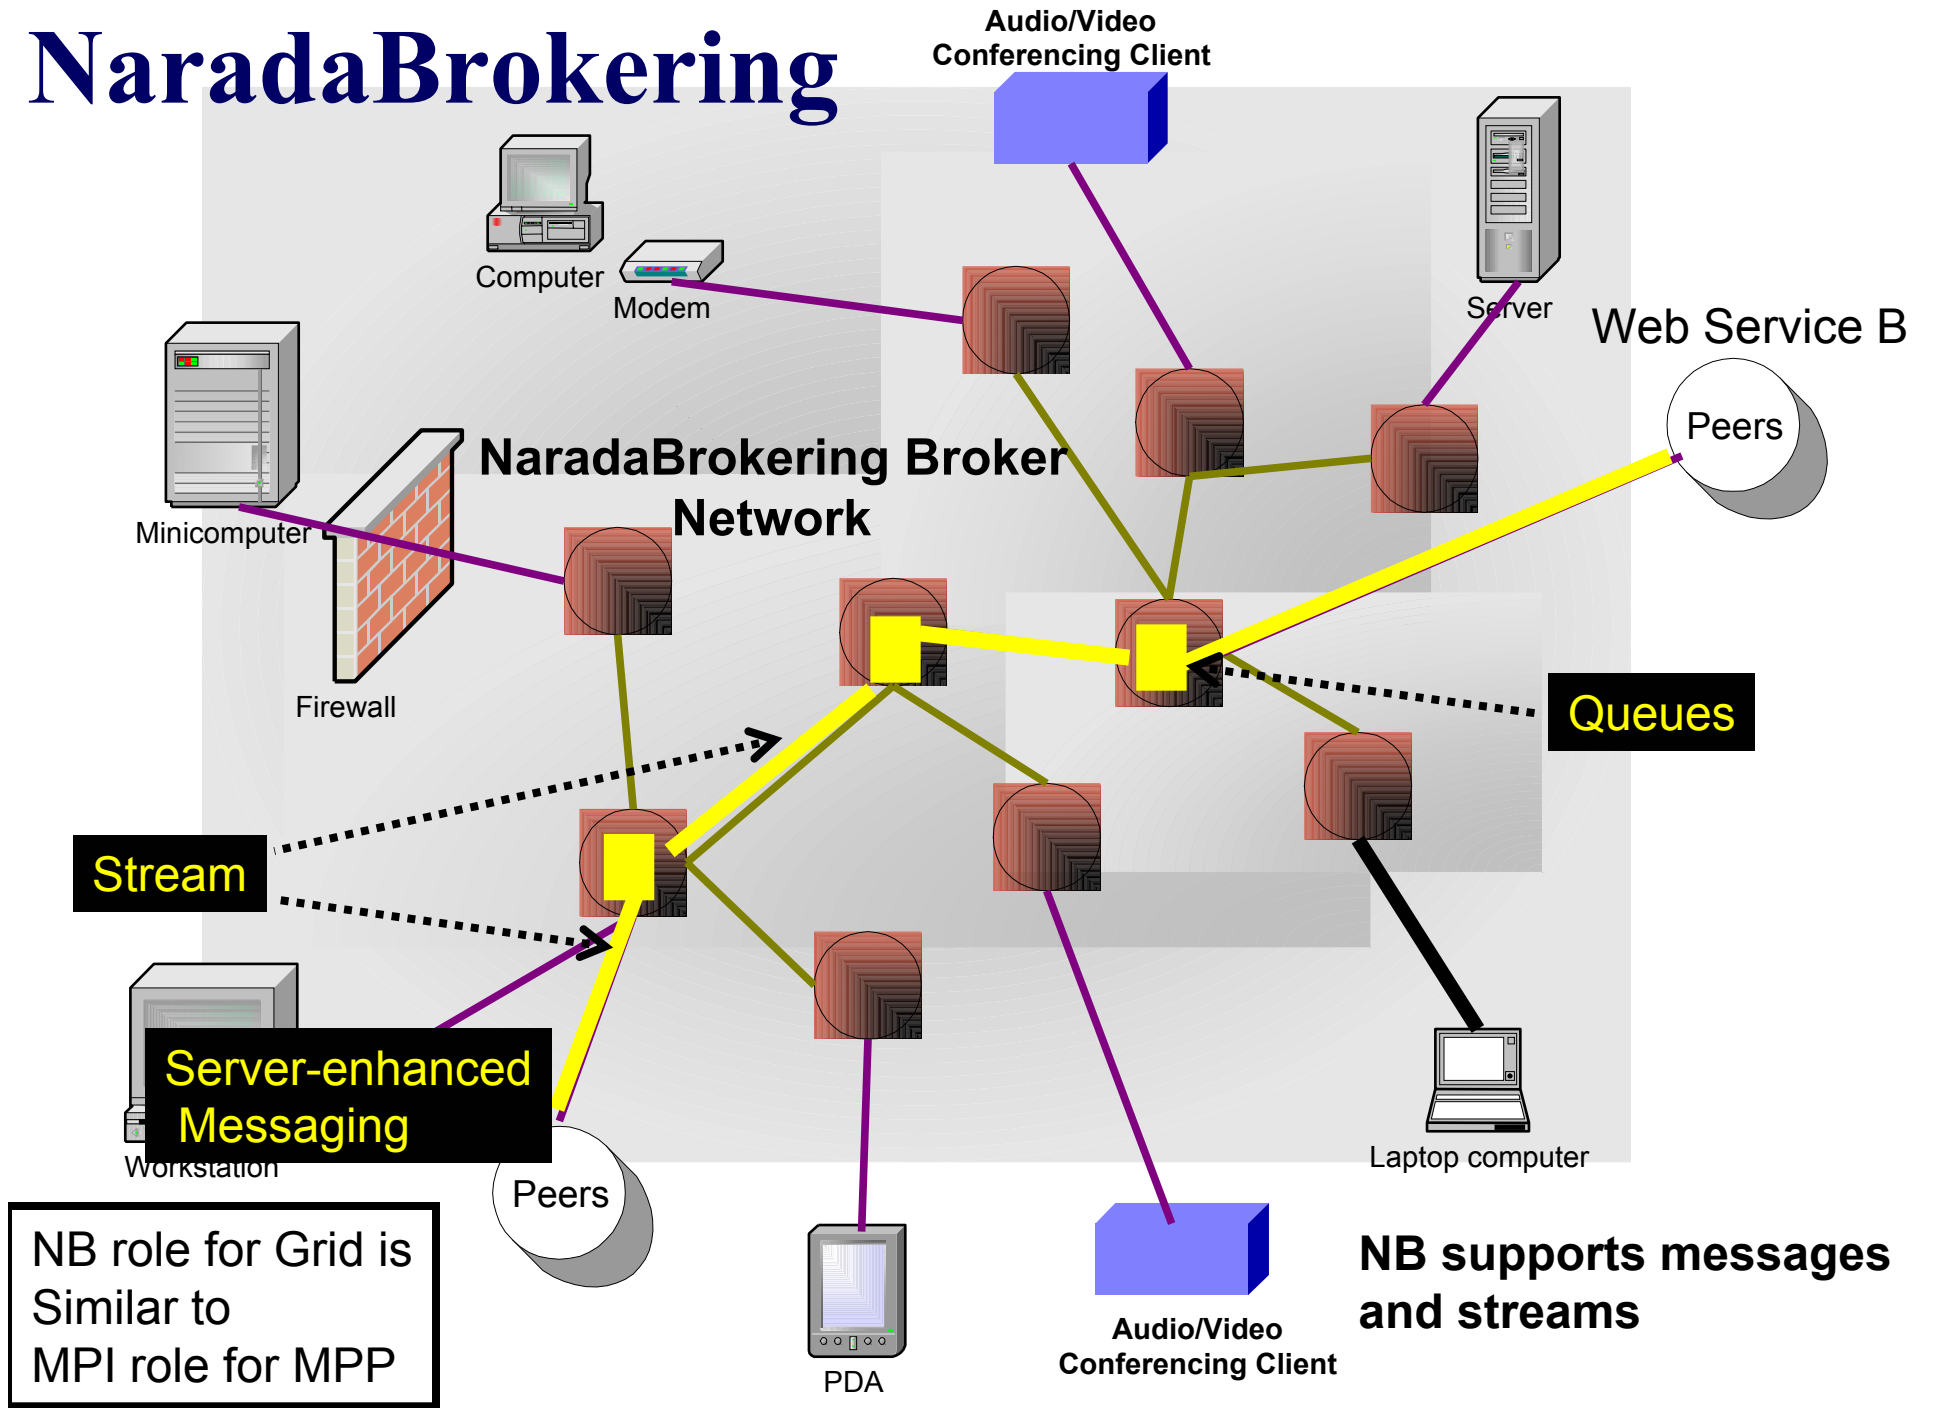 NaradaBrokering
Audio/Video
Conferencing Client
Computer
Modem
Server
Web Service B
Peers
Minicomputer
NaradaBrokering Broker
Network
Firewall
Queues
Stream
Server-enhanced
Messaging
Workstation
Peers
Laptop computer
NB role for Grid is
Similar to
MPI role for MPP
PDA
Audio/Video
Conferencing Client
NB supports messages
and streams